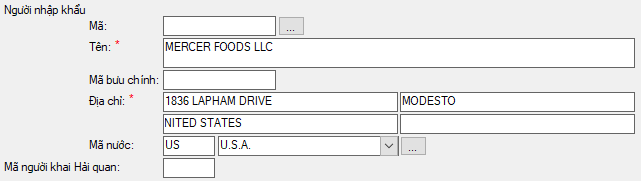 Người nhập khẩu
Mã: ...
Tên: * MERCER FOODS LLC
Mã bưu chính:
Địa chỉ: * 1836 LAPHAM DRIVE MODESTO
NITED STATES
Mã nước: US U.S.A. ...
Mã người khai Hải quan: